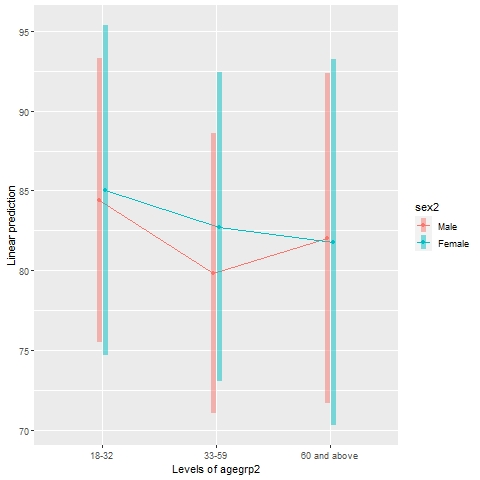 95
90
85
80
75
70
Linear prediction
18-32
33-59
60 and above
Levels of agegrp2
sex2
Male
Female